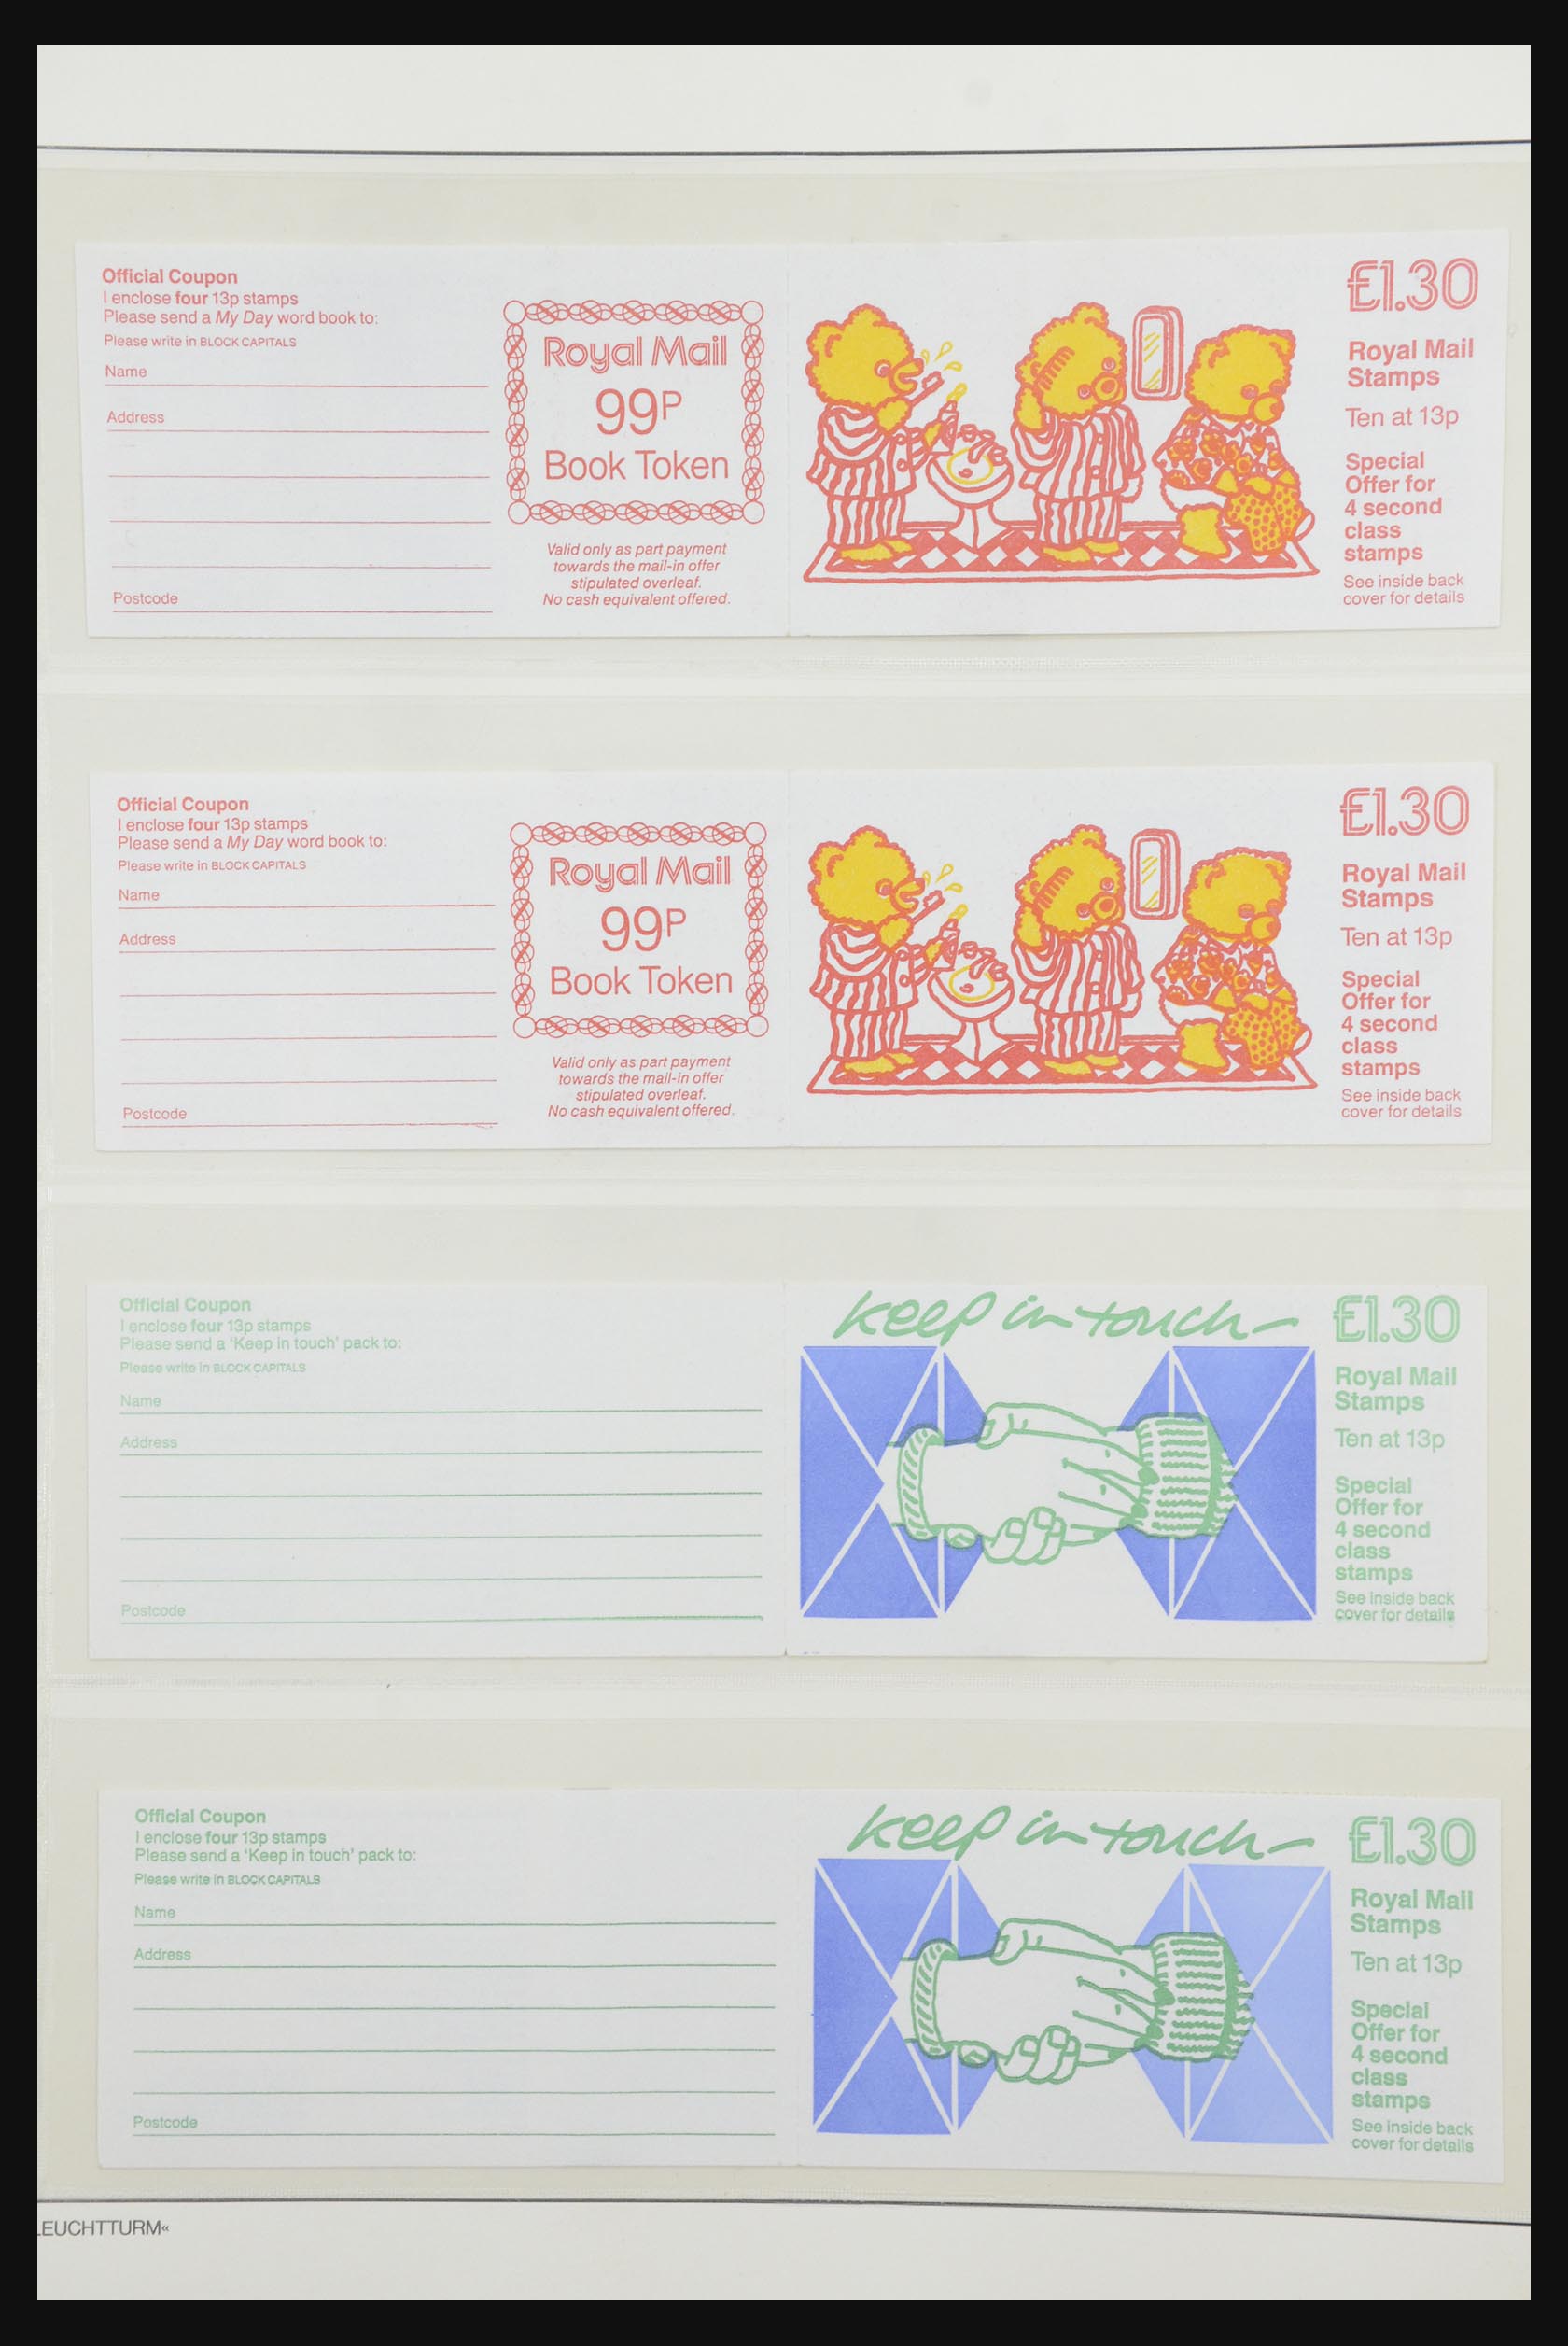 Official Coupon
I enclose four 13p stamps
Please send a My Day word book to:
Please write in BLOCK CAPITALS
Name
Address
Postcode
Royal Mail
99P
Book Token
Valid only as part payment
towards the mail-in offer
stipulated overleaf.
No cash equivalent offered.
£1.30
Royal Mail
Stamps
Ten at 13p
Special
Offer for
4 second
class
stamps
See inside back
cover for details
Official Coupon
I enclose four 13p stamps
Please send a My Day word book to:
Please write in BLOCK CAPITALS
Name
Address
Postcode
Royal Mail
99P
Book Token
Valid only as part payment
towards the mail-in offer
stipulated overleaf.
No cash equivalent offered.
£1.30
Royal Mail
Stamps
Ten at 13p
Special
Offer for
4 second
class
stamps
See inside back
cover for details
Official Coupon
I enclose four 13p stamps
Please send a 'Keep in touch' pack to:
Please write in BLOCK CAPITALS
Name
Address
Postcode
keep in touch
£1.30
Royal Mail
Stamps
Ten at 13p
Special
Offer for
4 second
class
stamps
See inside back
cover for details
Official Coupon
I enclose four 13p stamps
Please send a 'Keep in touch' pack to:
Please write in BLOCK CAPITALS
Name
Address
Postcode
keep in touch
£1.30
Royal Mail
Stamps
Ten at 13p
Special
Offer for
4 second
class
stamps
See inside back
cover for details
LEUCHTTURM«